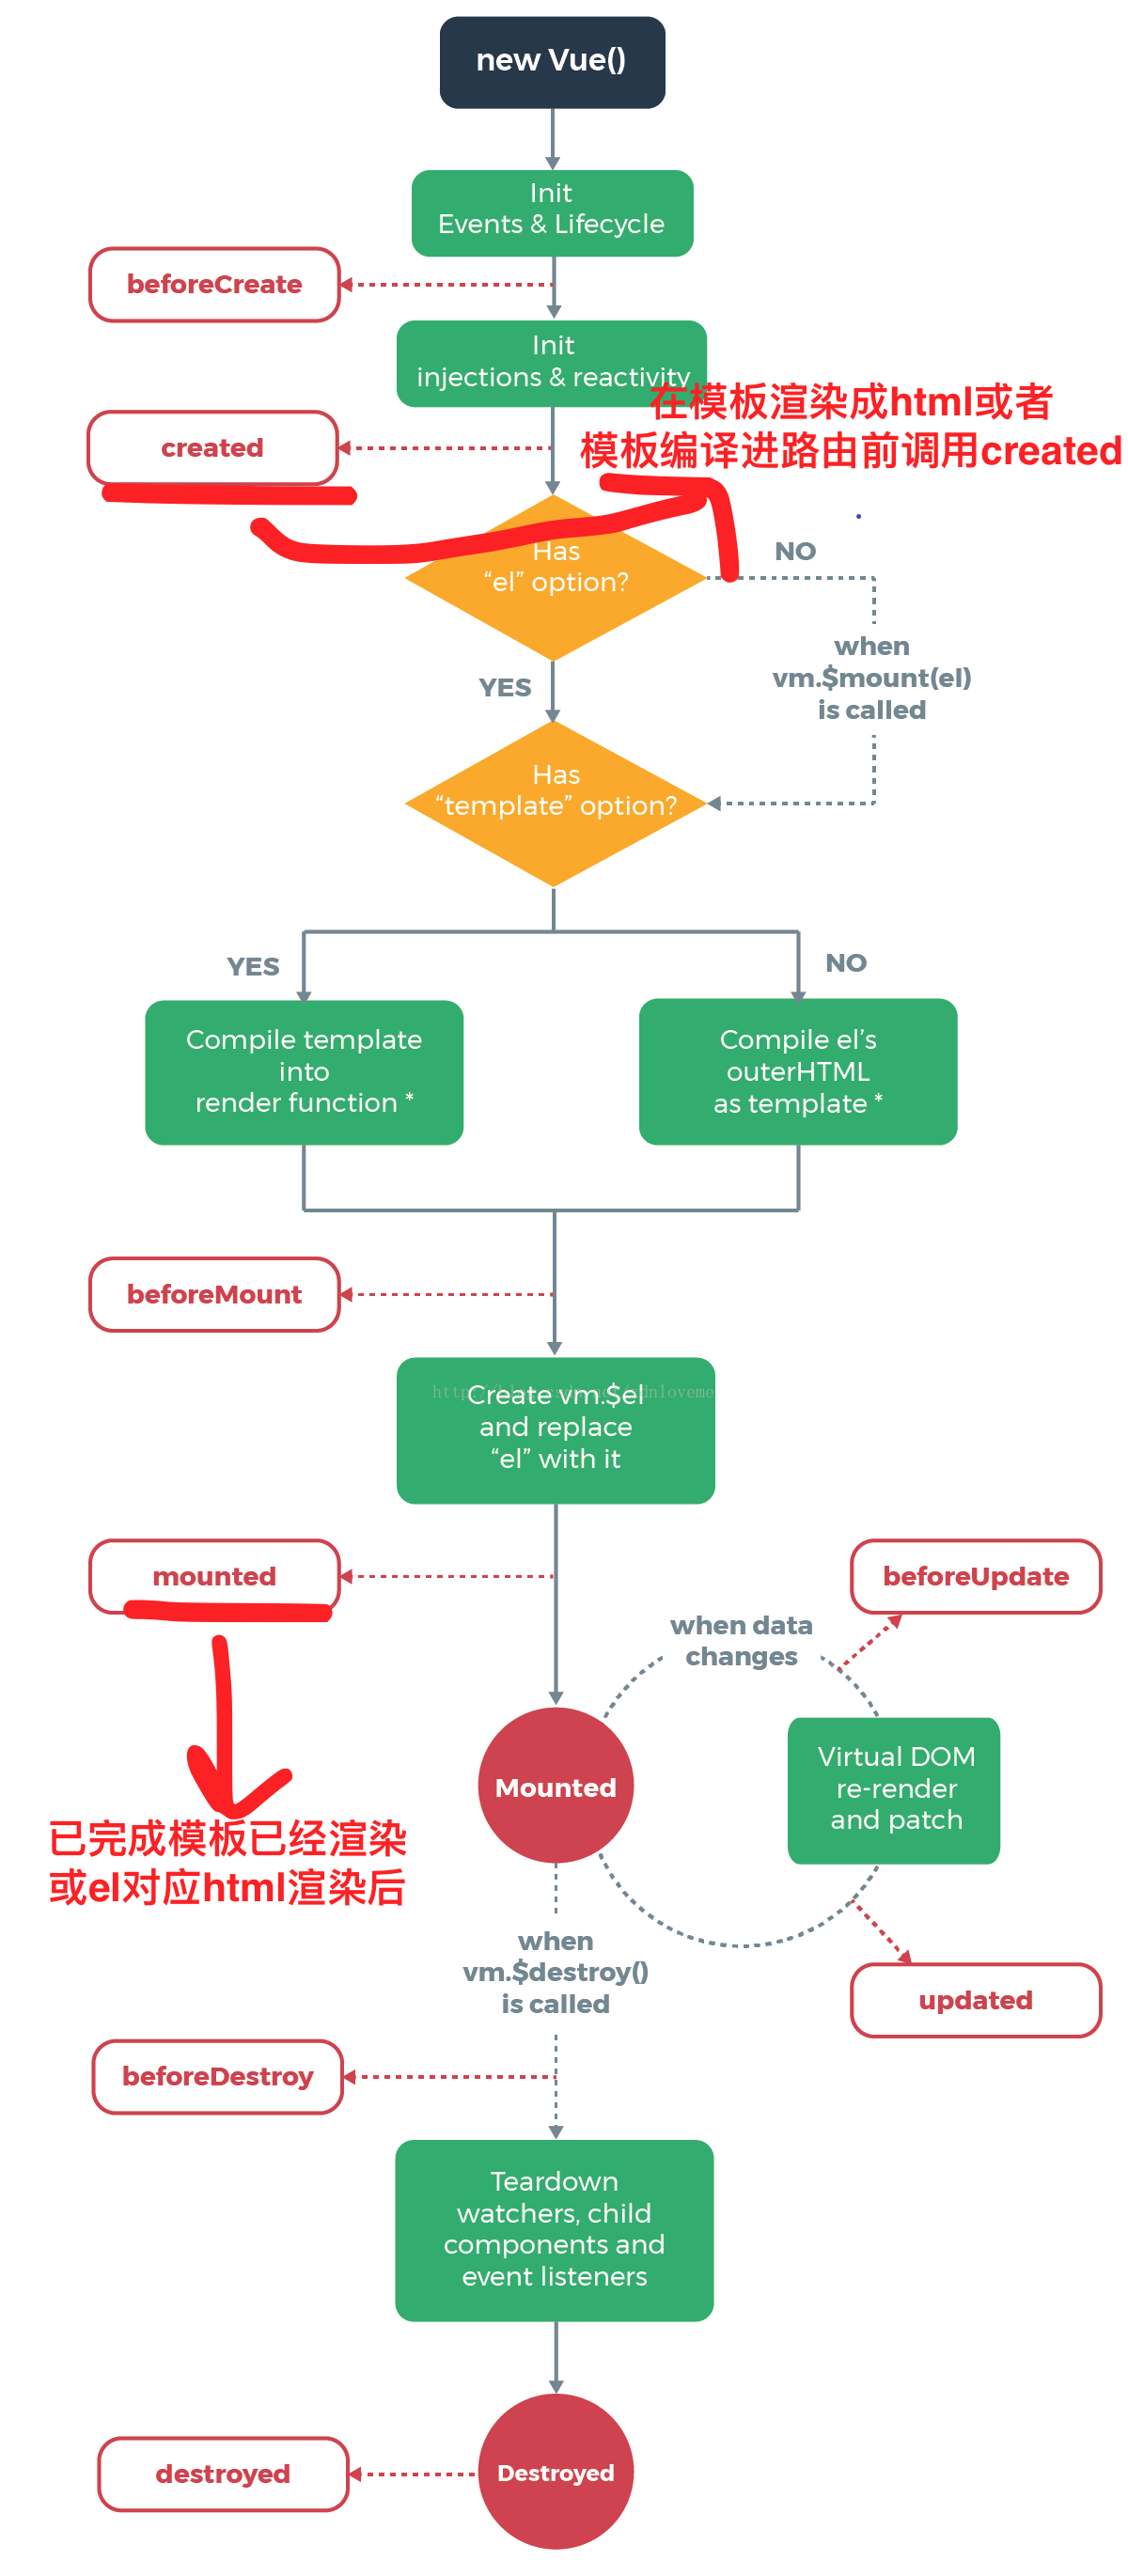 new Vue()
Init
Events & Lifecycle
beforeCreate
Init
injections & reactivity
在模板渲染成html或者
模板编译进路由前调用created
created
Has
“el” option?
NO
when
vm.$mount(el)
is called
YES
Has
“template” option?
YES
NO
Compile template
into
render function *
Compile el’s
outerHTML
as template *
beforeMount
Create vm.$el
and replace
“el” with it
mounted
beforeUpdate
when data
changes
Mounted
Virtual DOM
re-render
and patch
已完成模板已经渲染
或el对应html渲染后
when
vm.$destroy()
is called
updated
beforeDestroy
Teardown
watchers, child
components and
event listeners
destroyed
Destroyed